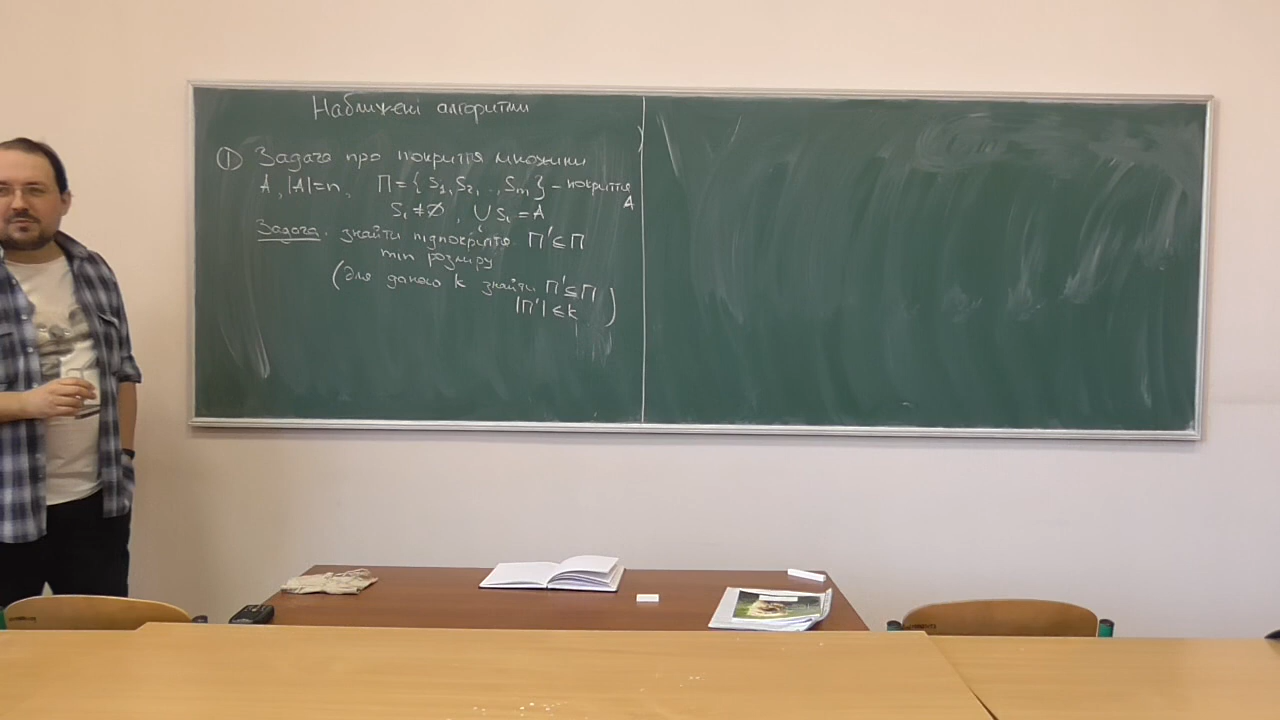 Наближені алгоритми
① Задача про покриття множини
A, |A|=n, Π={S₁,S₂,..,Sₘ} – покриття A
Sᵢ≠∅, ∪Sᵢ=A
i
Задача. знайти підпокриття Π'⊆Π
min розміру
(для даного k знайти Π'⊆Π
|Π'|≤k)